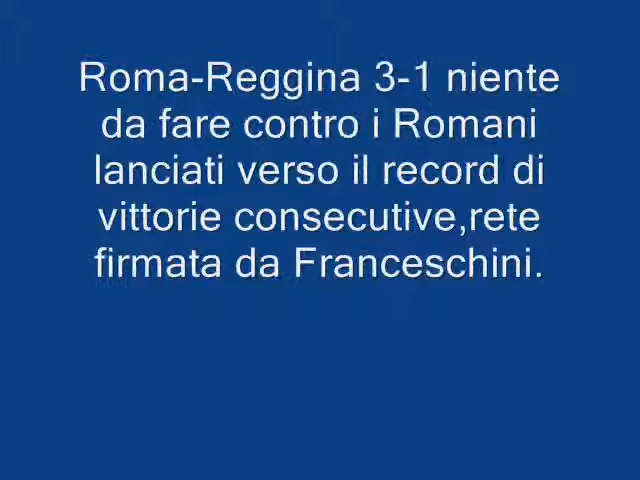 Roma-Reggina 3-1 niente
da fare contro i Romani
lanciati verso il record di
vittorie consecutive,rete
firmata da Franceschini.